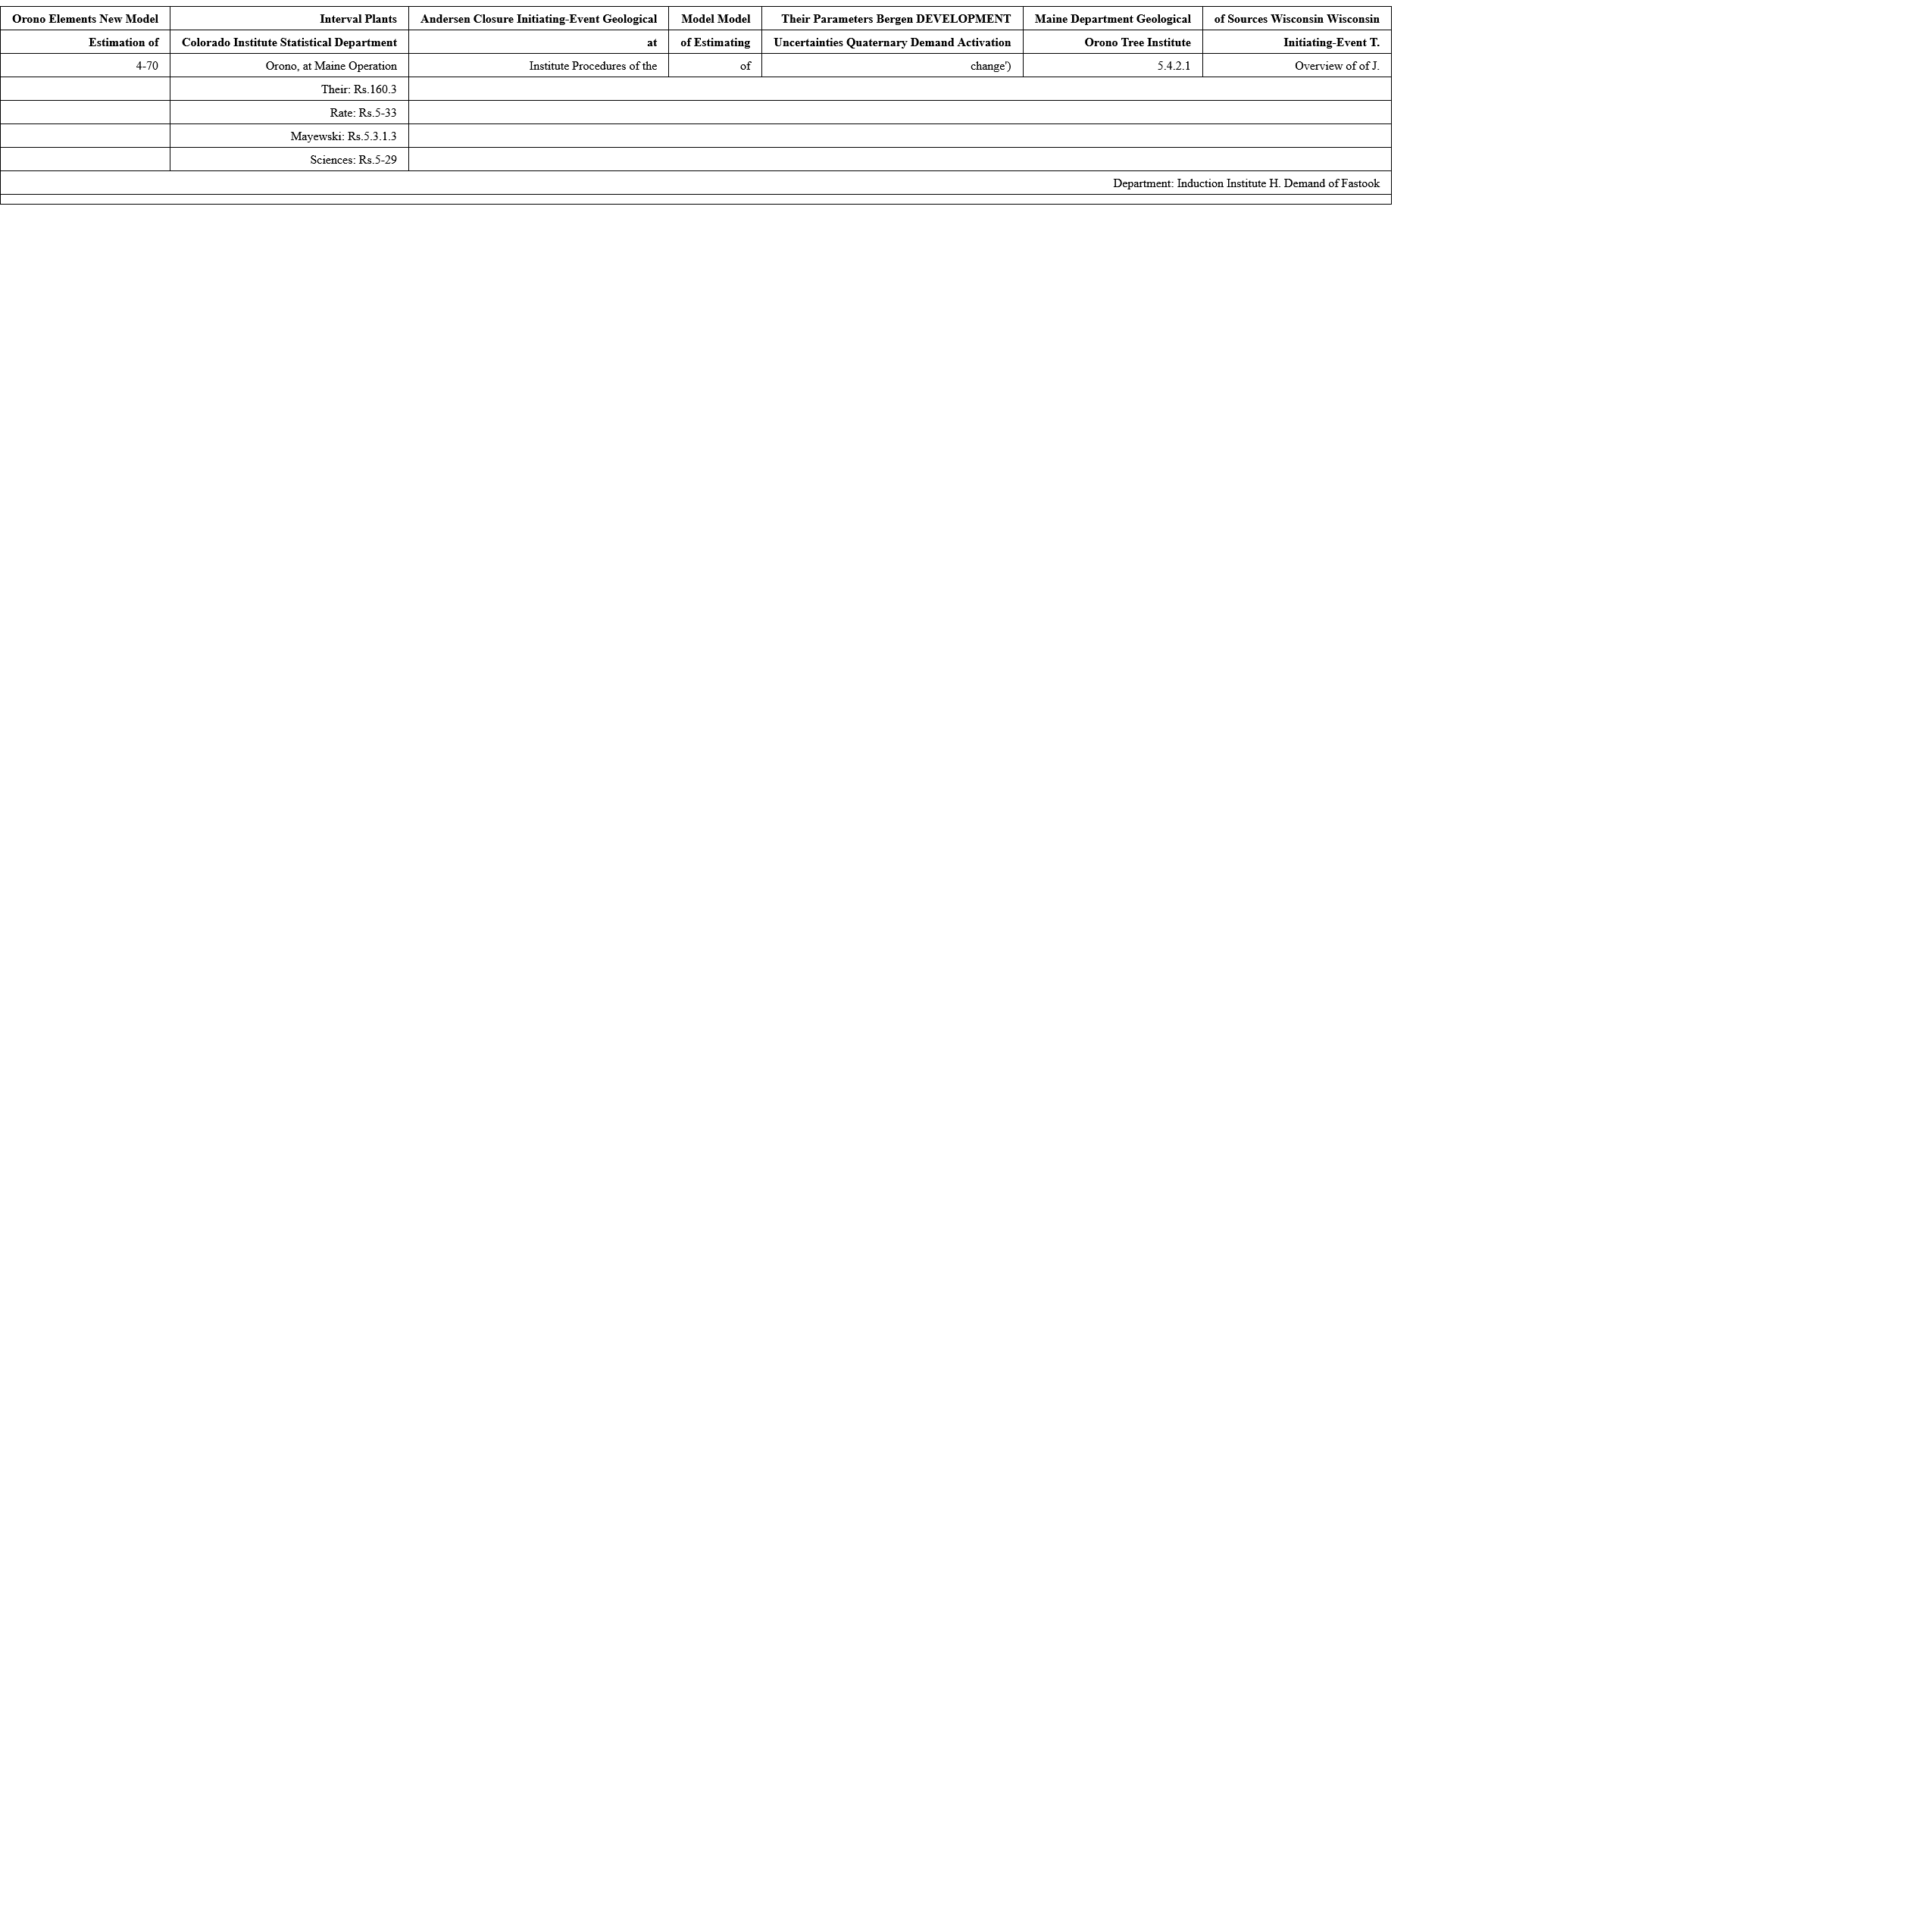 Orono Elements New Model Interval Plants Andersen Closure Initiating-Event Geological Model Model Their Parameters Bergen DEVELOPMENT Maine Department Geological of Sources Wisconsin Wisconsin
Estimation of Colorado Institute Statistical Department at of Estimating Uncertainties Quaternary Demand Activation Orono Tree Institute Initiating-Event T.
4-70 Orono, at Maine Operation Institute Procedures of the of change') 5.4.2.1 Overview of of J.
Their: Rs.160.3
Rate: Rs.5-33
Mayewski: Rs.5.3.1.3
Sciences: Rs.5-29
Department: Induction Institute H. Demand of Fastook